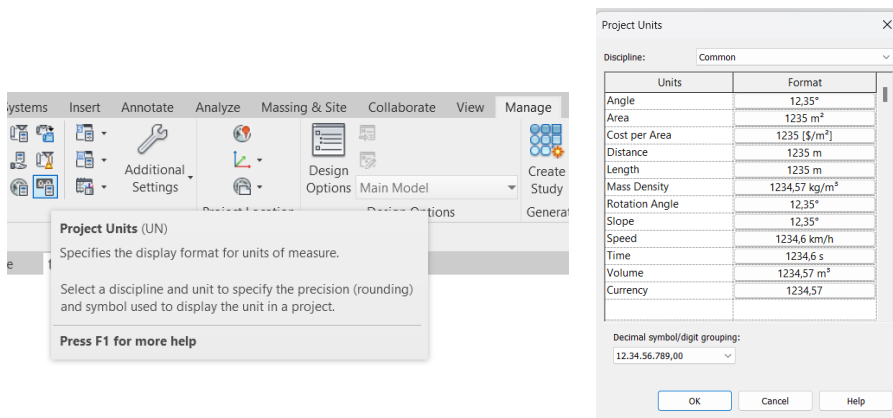 Systems Insert Annotate Analyze Massing & Site Collaborate View Manage
Additional
Settings
Design
Options
Main Model
Create
Study
Project Location
Design Options
Generat
Project Units (UN)
Specifies the display format for units of measure.
Select a discipline and unit to specify the precision (rounding)
and symbol used to display the unit in a project.
Press F1 for more help
Project Units
Discipline: Common
Units Format
Angle 12,35°
Area 1235 m²
Cost per Area 1235 [$/m²]
Distance 1235 m
Length 1235 m
Mass Density 1234,57 kg/m³
Rotation Angle 12,35°
Slope 12,35°
Speed 1234,6 km/h
Time 1234,6 s
Volume 1234,57 m³
Currency 1234,57
Decimal symbol/digit grouping:
12.34.56.789,00
OK Cancel Help